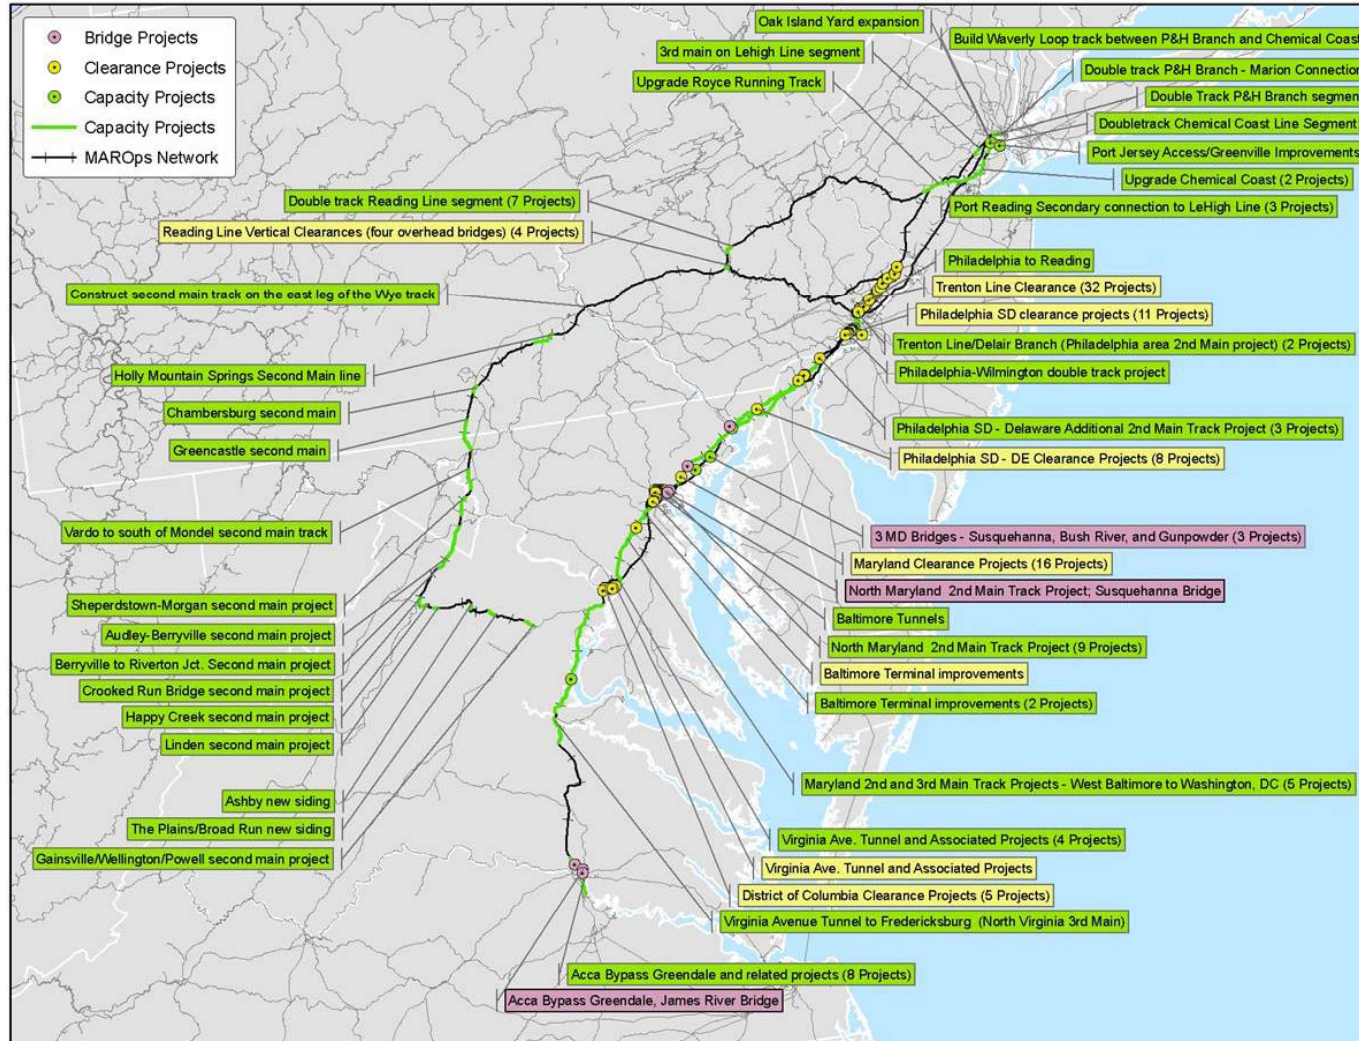 Bridge Projects
Clearance Projects
Capacity Projects
Capacity Projects
MAROps Network
Oak Island Yard expansion
3rd main on Lehigh Line segment
Upgrade Royce Running Track
Build Waverly Loop track between P&H Branch and Chemical Coast
Double track P&H Branch - Marion Connection
Double Track P&H Branch segment
Doubletrack Chemical Coast Line Segment
Port Jersey Access/Greenville Improvements
Upgrade Chemical Coast (2 Projects)
Port Reading Secondary connection to LeHigh Line (3 Projects)
Double track Reading Line segment (7 Projects)
Reading Line Vertical Clearances (four overhead bridges) (4 Projects)
Construct second main track on the east leg of the Wye track
Holly Mountain Springs Second Main line
Chambersburg second main
Greencastle second main
Vardo to south of Mondel second main track
Sheperdstown-Morgan second main project
Audley-Berryville second main project
Berryville to Riverton Jct. Second main project
Crooked Run Bridge second main project
Happy Creek second main project
Linden second main project
Ashby new siding
The Plains/Broad Run new siding
Gainsville/Wellington/Powell second main project
Philadelphia to Reading
Trenton Line Clearance (32 Projects)
Philadelphia SD clearance projects (11 Projects)
Trenton Line/Delair Branch (Philadelphia area 2nd Main project) (2 Projects)
Philadelphia-Wilmington double track project
Philadelphia SD - Delaware Additional 2nd Main Track Project (3 Projects)
Philadelphia SD - DE Clearance Projects (8 Projects)
3 MD Bridges - Susquehanna, Bush River, and Gunpowder (3 Projects)
Maryland Clearance Projects (16 Projects)
North Maryland 2nd Main Track Project; Susquehanna Bridge
Baltimore Tunnels
North Maryland 2nd Main Track Project (9 Projects)
Baltimore Terminal improvements
Baltimore Terminal improvements (2 Projects)
Maryland 2nd and 3rd Main Track Projects - West Baltimore to Washington, DC (5 Projects)
Virginia Ave. Tunnel and Associated Projects (4 Projects)
Virginia Ave. Tunnel and Associated Projects
District of Columbia Clearance Projects (5 Projects)
Virginia Avenue Tunnel to Fredericksburg (North Virginia 3rd Main)
Acca Bypass Greendale and related projects (8 Projects)
Acca Bypass Greendale, James River Bridge